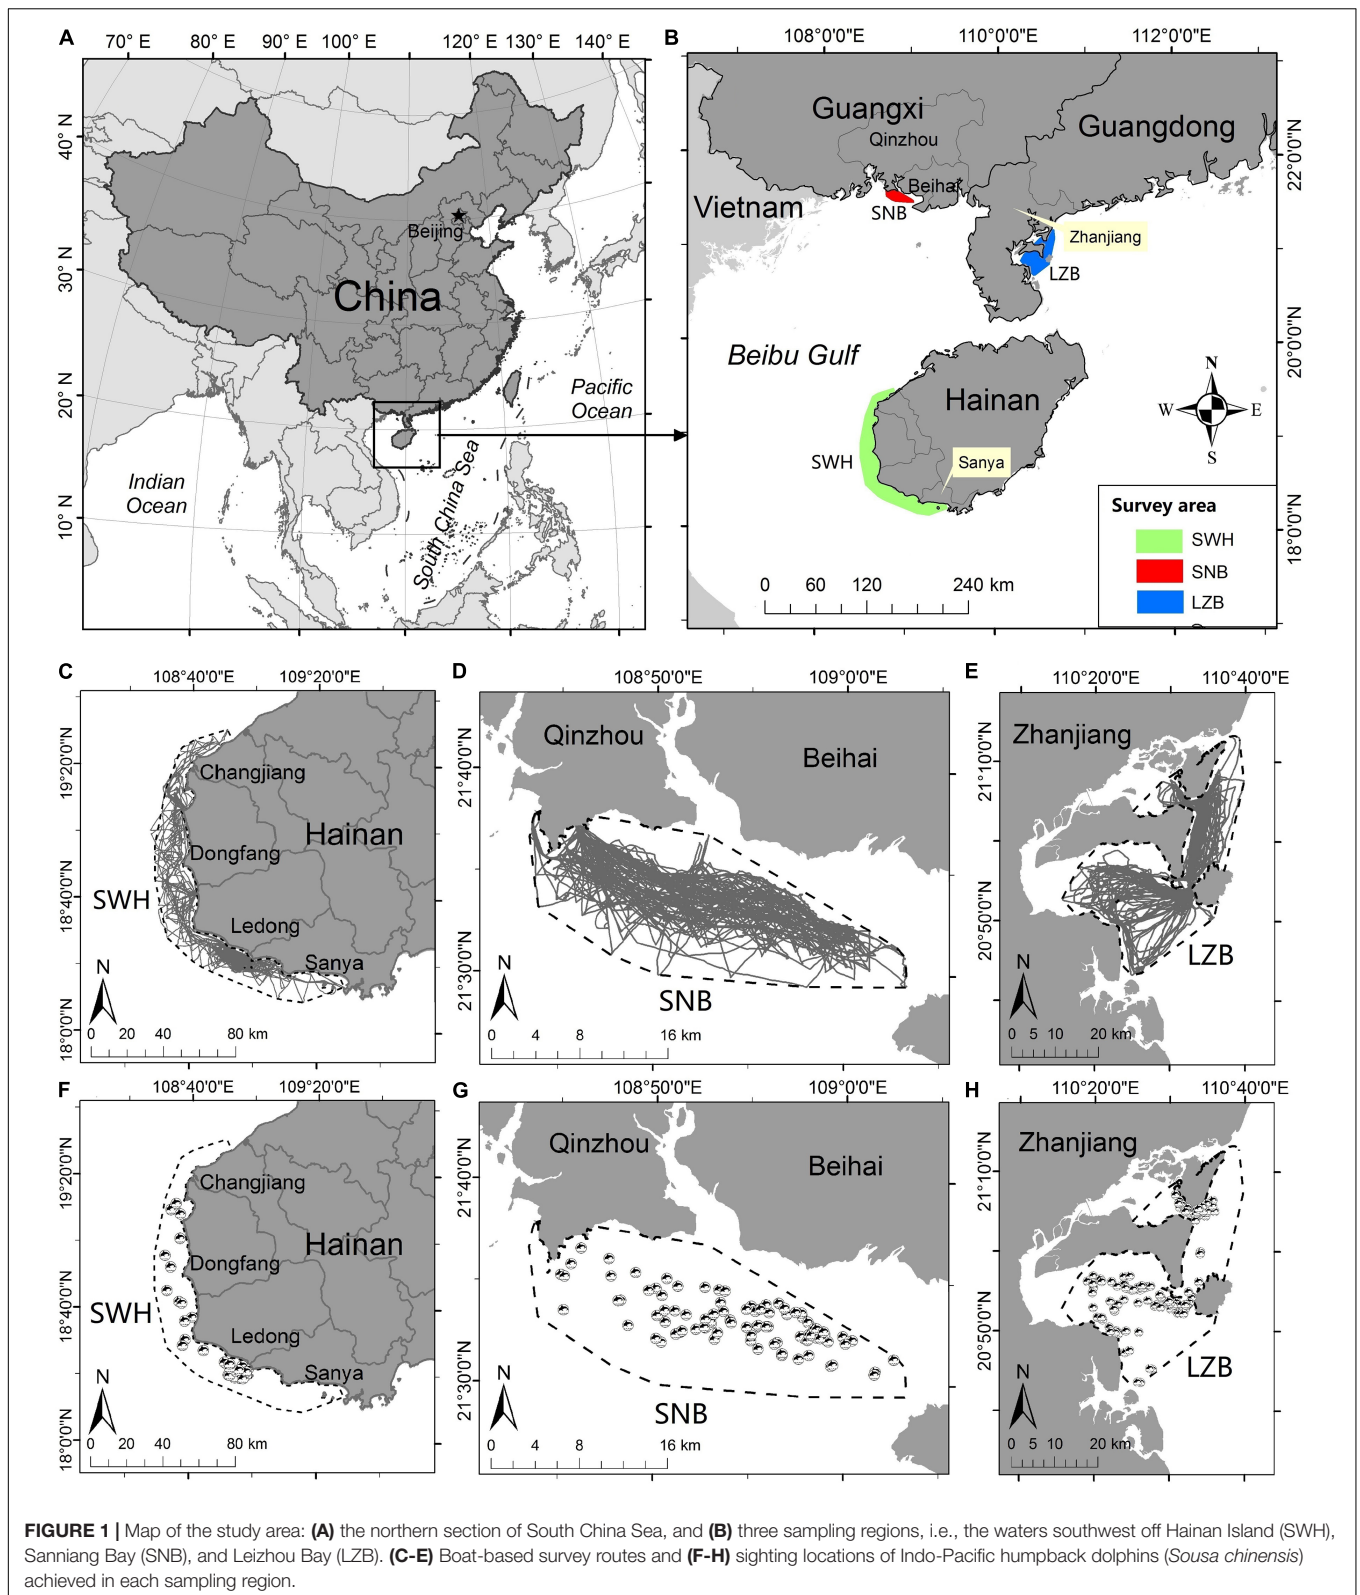 A
70° E 80° E 90° E 100° E 120° E 130° E 140° E
40° N
30° N
20° N
10° N
Beijing
China
Pacific
Ocean
Indian
Ocean
South China Sea
B
108°0'0"E 110°0'0"E 112°0'0"E
22°0'0"N
20°0'0"N
18°0'0"N
Guangxi
Qinzhou
Guangdong
Beihai
SNB
Vietnam
Zhanjiang
LZB
Beibu Gulf
Hainan
SWH
Sanya
N
W E
S
0 60 120 240 km
Survey area
SWH
SNB
LZB
C
108°40'0"E 109°20'0"E
19°20'0"N
18°40'0"N
18°0'0"N
Changjiang
Hainan
Dongfang
SWH
Ledong
Sanya
N
0 20 40 80 km
D
108°50'0"E 109°0'0"E
21°40'0"N
21°30'0"N
Qinzhou
Beihai
N
SNB
0 4 8 16 km
E
110°20'0"E 110°40'0"E
21°10'0"N
20°50'0"N
Zhanjiang
LZB
N
0 5 10 20 km
F
108°40'0"E 109°20'0"E
19°20'0"N
18°40'0"N
18°0'0"N
Changjiang
Hainan
Dongfang
SWH
Ledong
Sanya
N
0 20 40 80 km
G
108°50'0"E 109°0'0"E
21°40'0"N
21°30'0"N
Qinzhou
Beihai
N
SNB
0 4 8 16 km
H
110°20'0"E 110°40'0"E
21°10'0"N
20°50'0"N
Zhanjiang
LZB
N
0 5 10 20 km
FIGURE 1 | Map of the study area: (A) the northern section of South China Sea, and (B) three sampling regions, i.e., the waters southwest off Hainan Island (SWH),
Sanniang Bay (SNB), and Leizhou Bay (LZB). (C-E) Boat-based survey routes and (F-H) sighting locations of Indo-Pacific humpback dolphins (Sousa chinensis)
achieved in each sampling region.